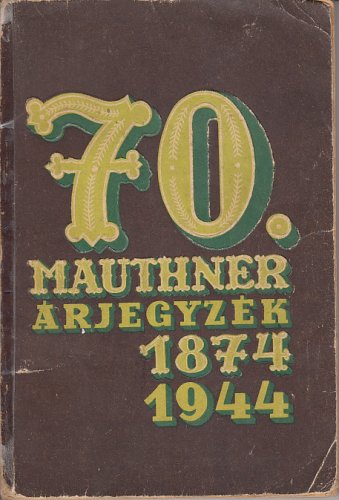 70.
MAUTHNER
ÁRJEGYZÉK
1874
1944